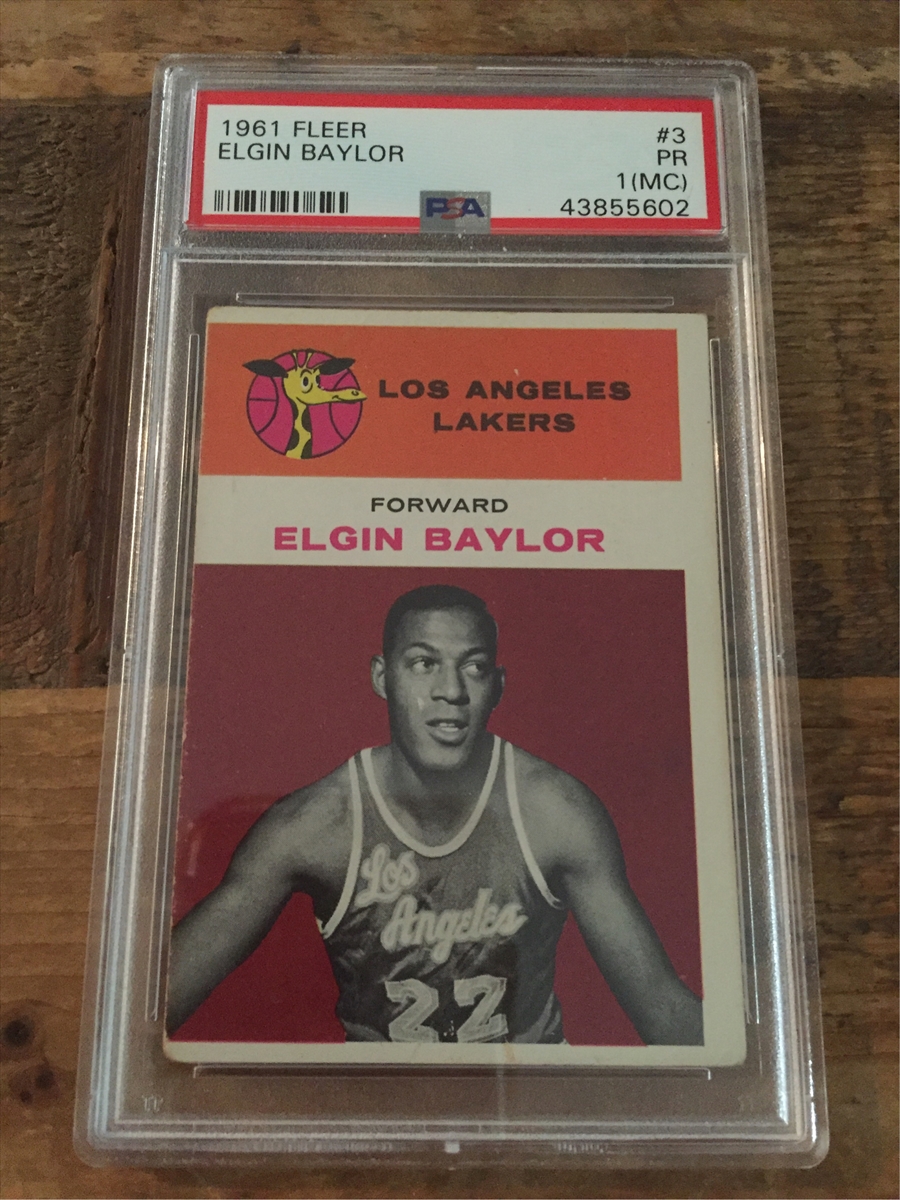 1961 FLEER #3
ELGIN BAYLOR PR
1(MC)
PSA 43855602
LOS ANGELES
LAKERS
FORWARD
ELGIN BAYLOR
Los
Angeles
22